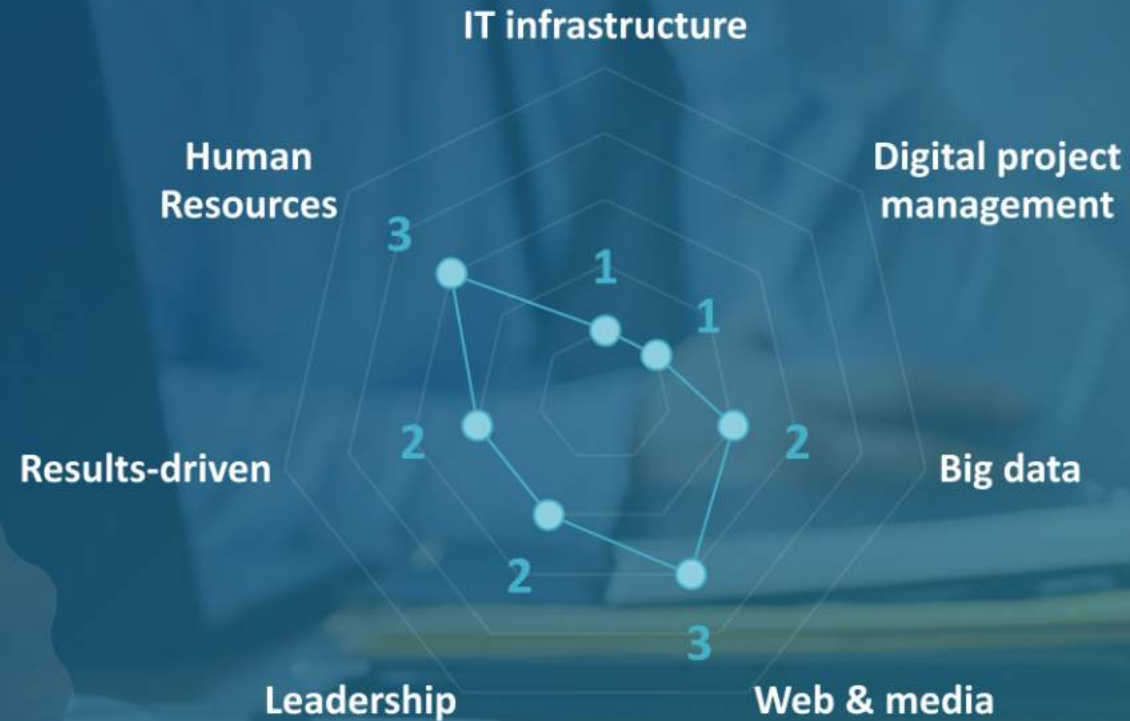 IT infrastructure
Human
Resources
Digital project
management
3
1
1
2
2
Results-driven
Big data
2
3
Leadership
Web & media